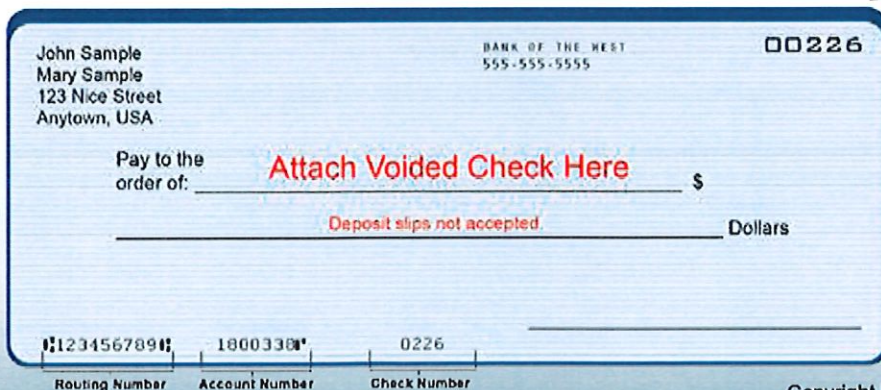 John Sample
Mary Sample
123 Nice Street
Anytown, USA
BANK OF THE WEST
555-555-5555
00226
Pay to the
order of:
Attach Voided Check Here
$
Deposit slips not accepted.
Dollars
⑆123456789⑆ 1800338⑈ 0226
Routing Number Account Number Check Number
Copyright